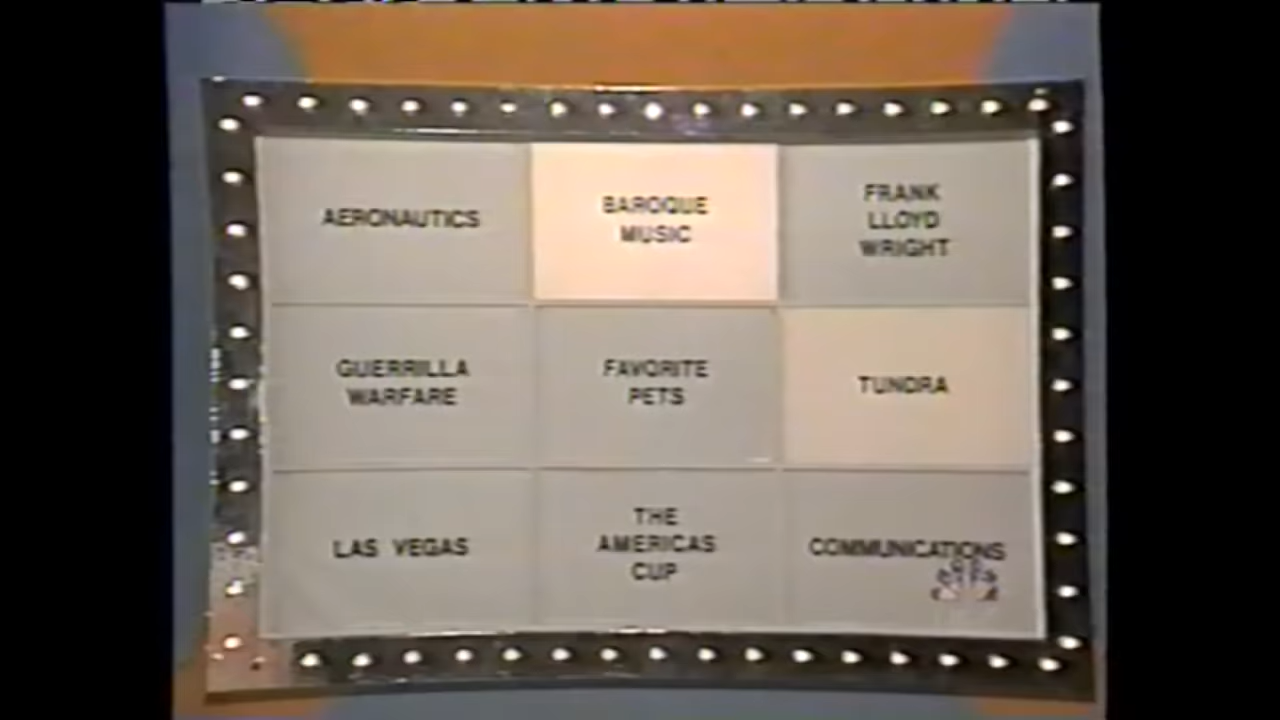 AERONAUTICS
BAROQUE
MUSIC
FRANK
LLOYD
WRIGHT
GUERRILLA
WARFARE
FAVORITE
PETS
TUNDRA
LAS VEGAS
THE
AMERICAS
CUP
COMMUNICATIONS